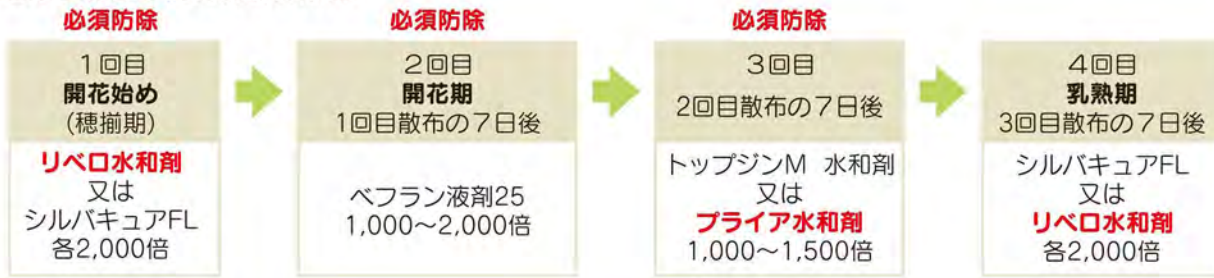 必須防除
1回目
開花始め
(穂揃期)
リベロ水和剤
又は
シルバキュアFL
各2,000倍
必須防除
2回目
開花期
1回目散布の7日後
ベフラン液剤25
1,000～2,000倍
必須防除
3回目
2回目散布の7日後
トップジンM 水和剤
又は
プライア水和剤
1,000～1,500倍
4回目
乳熟期
3回目散布の7日後
シルバキュアFL
又は
リベロ水和剤
各2,000倍